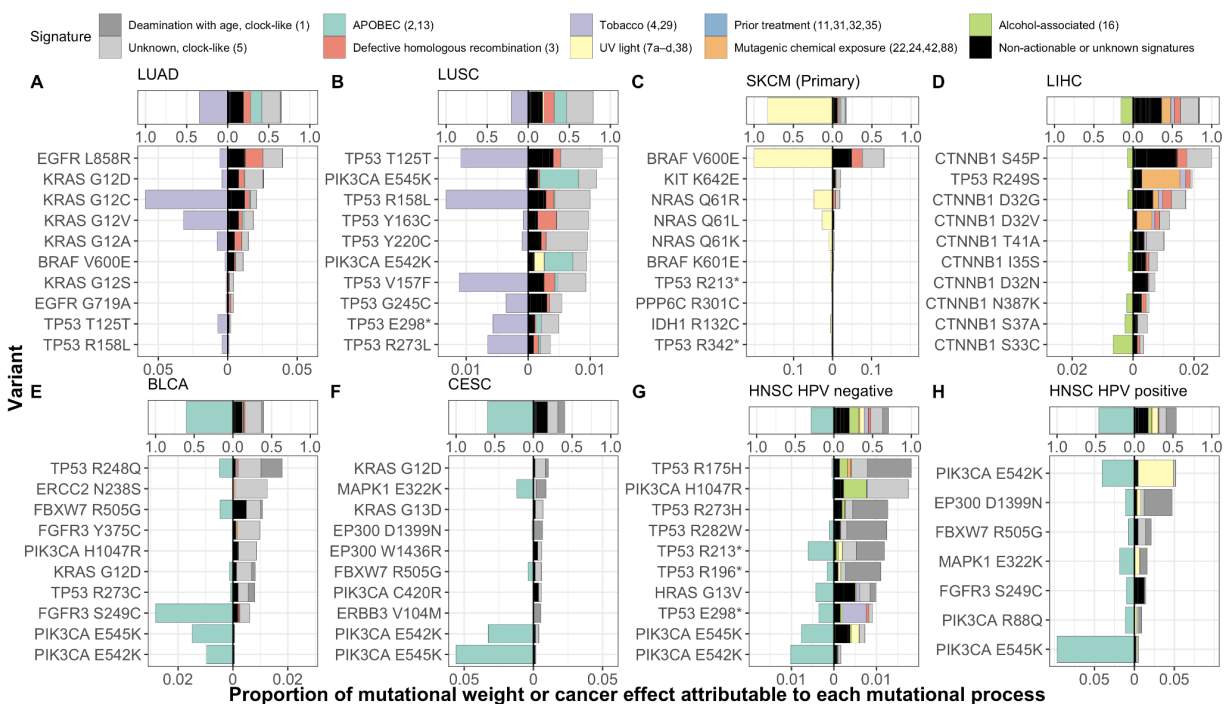 Signature
Deamination with age, clock-like (1)
Unknown, clock-like (5)
APOBEC (2,13)
Defective homologous recombination (3)
Tobacco (4,29)
UV light (7a–d,38)
Prior treatment (11,31,32,35)
Mutagenic chemical exposure (22,24,42,88)
Alcohol-associated (16)
Non-actionable or unknown signatures
Variant
A LUAD
1.0 0.5 0.0 0.5 1.0
EGFR L858R
KRAS G12D
KRAS G12C
KRAS G12V
KRAS G12A
BRAF V600E
KRAS G12S
EGFR G719A
TP53 T125T
TP53 R158L
0.05 0 0.05
B LUSC
1.0 0.5 0.0 0.5 1.0
TP53 T125T
PIK3CA E545K
TP53 R158L
TP53 Y163C
TP53 Y220C
PIK3CA E542K
TP53 V157F
TP53 G245C
TP53 E298*
TP53 R273L
0.01 0 0.01
C SKCM (Primary)
1.0 0.5 0.0 0.5 1.0
BRAF V600E
KIT K642E
NRAS Q61R
NRAS Q61L
NRAS Q61K
BRAF K601E
TP53 R213*
PPP6C R301C
IDH1 R132C
TP53 R342*
0.1 0 0.1
D LIHC
1.0 0.5 0.0 0.5 1.0
CTNNB1 S45P
TP53 R249S
CTNNB1 D32G
CTNNB1 D32V
CTNNB1 T41A
CTNNB1 I35S
CTNNB1 D32N
CTNNB1 N387K
CTNNB1 S37A
CTNNB1 S33C
0.02 0 0.02
E BLCA
1.0 0.5 0.0 0.5 1.0
TP53 R248Q
ERCC2 N238S
FBXW7 R505G
FGFR3 Y375C
PIK3CA H1047R
KRAS G12D
TP53 R273C
FGFR3 S249C
PIK3CA E545K
PIK3CA E542K
0.02 0 0.02
F CESC
1.0 0.5 0.0 0.5 1.0
KRAS G12D
MAPK1 E322K
KRAS G13D
EP300 D1399N
EP300 W1436R
FBXW7 R505G
PIK3CA C420R
ERBB3 V104M
PIK3CA E542K
PIK3CA E545K
0.05 0 0.05
G HNSC HPV negative
1.0 0.5 0.0 0.5 1.0
TP53 R175H
PIK3CA H1047R
TP53 R273H
TP53 R282W
TP53 R213*
TP53 R196*
HRAS G13V
TP53 E298*
PIK3CA E545K
PIK3CA E542K
0.01 0 0.01
H HNSC HPV positive
1.0 0.5 0.0 0.5 1.0
PIK3CA E542K
EP300 D1399N
FBXW7 R505G
MAPK1 E322K
FGFR3 S249C
PIK3CA R88Q
PIK3CA E545K
0.05 0 0.05
Proportion of mutational weight or cancer effect attributable to each mutational process